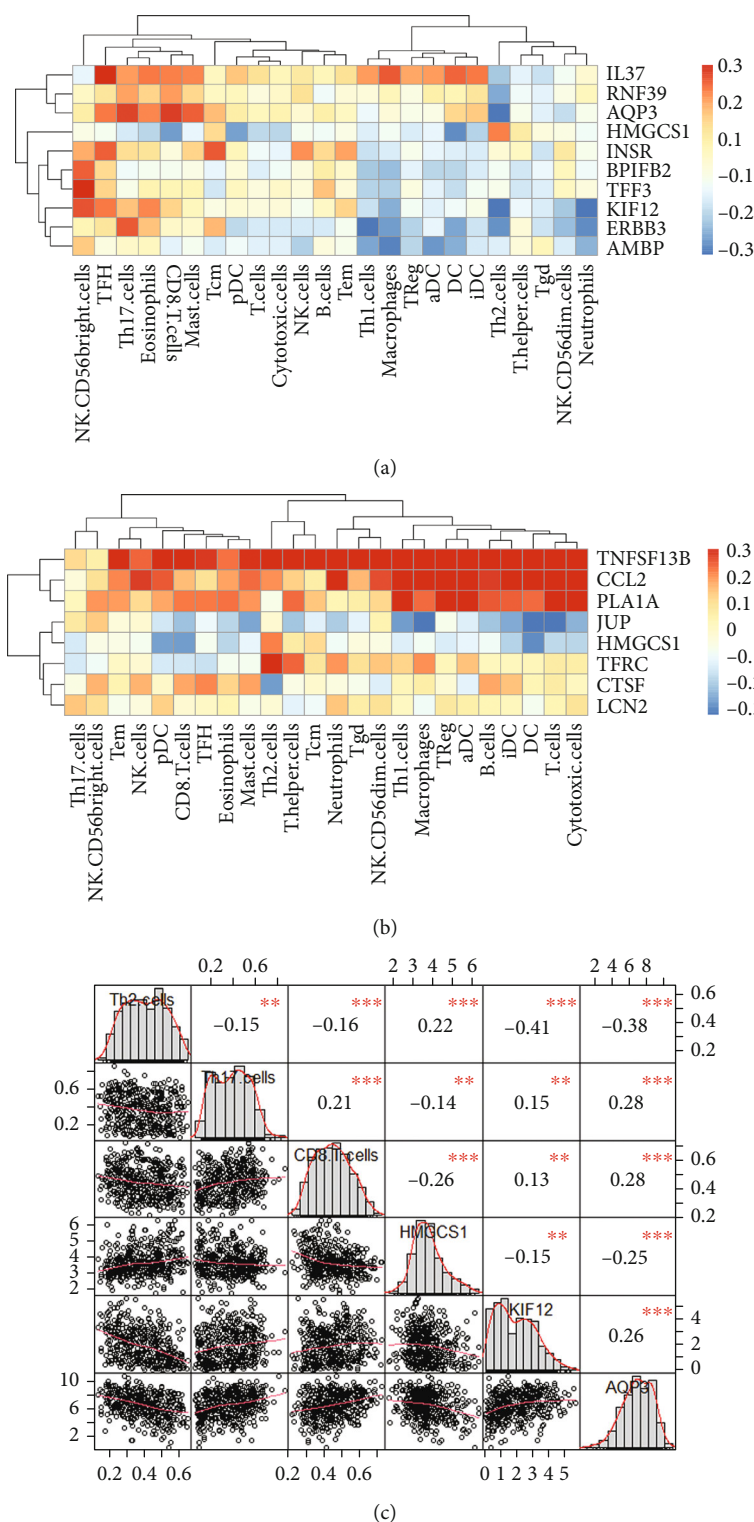 IL37
RNF39
AQP3
HMGCS1
INSR
BPIFB2
TFF3
KIF12
ERBB3
AMBP
0.3
0.2
0.1
0
−0.1
−0.2
−0.3
NK.CD56bright.cells
TFH
Th17.cells
Eosinophils
CD8.T.cells
Mast.cells
Tcm
pDC
T.cells
Cytotoxic.cells
NK.cells
B.cells
Tem
Th1.cells
Macrophages
TReg
aDC
DC
iDC
Th2.cells
T.helper.cells
Tgd
NK.CD56dim.cells
Neutrophils
(a)
TNFSF13B
CCL2
PLA1A
JUP
HMGCS1
TFRC
CTSF
LCN2
0.3
0.2
0.1
0
−0.1
−0.2
Th17.cells
NK.CD56bright.cells
Tem
NK.cells
pDC
CD8.T.cells
TFH
Eosinophils
Mast.cells
Th2.cells
T.helper.cells
Tcm
Neutrophils
Tgd
NK.CD56dim.cells
Th1.cells
Macrophages
TReg
aDC
B.cells
iDC
DC
T.cells
Cytotoxic.cells
(b)
0.2 0.6 2 3 4 5 6 2 4 6 8
Th2.cells ** *** *** *** *** 0.6
−0.15 −0.16 0.22 −0.41 −0.38 0.4
0.2
0.6 Th17.cells *** ** ** ***
0.21 −0.14 0.15 0.28
0.2
CD8.T.cells *** ** *** 0.6
−0.26 0.13 0.28 0.4
0.2
6 HMGCS1 ** ***
5
4 −0.15 −0.25
3
2
KIF12 *** 4
0.26 2
0
10 AQP3
6
2
0.2 0.4 0.6 0.2 0.4 0.6 0 1 2 3 4 5
(c)